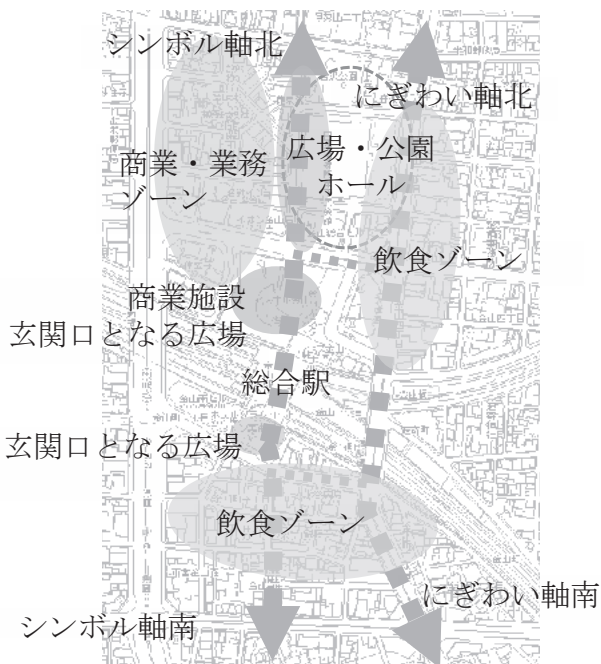 シンボル軸北
にぎわい軸北
広場・公園
ホール
商業・業務
ゾーン
飲食ゾーン
商業施設
玄関口となる広場
総合駅
玄関口となる広場
飲食ゾーン
にぎわい軸南
シンボル軸南